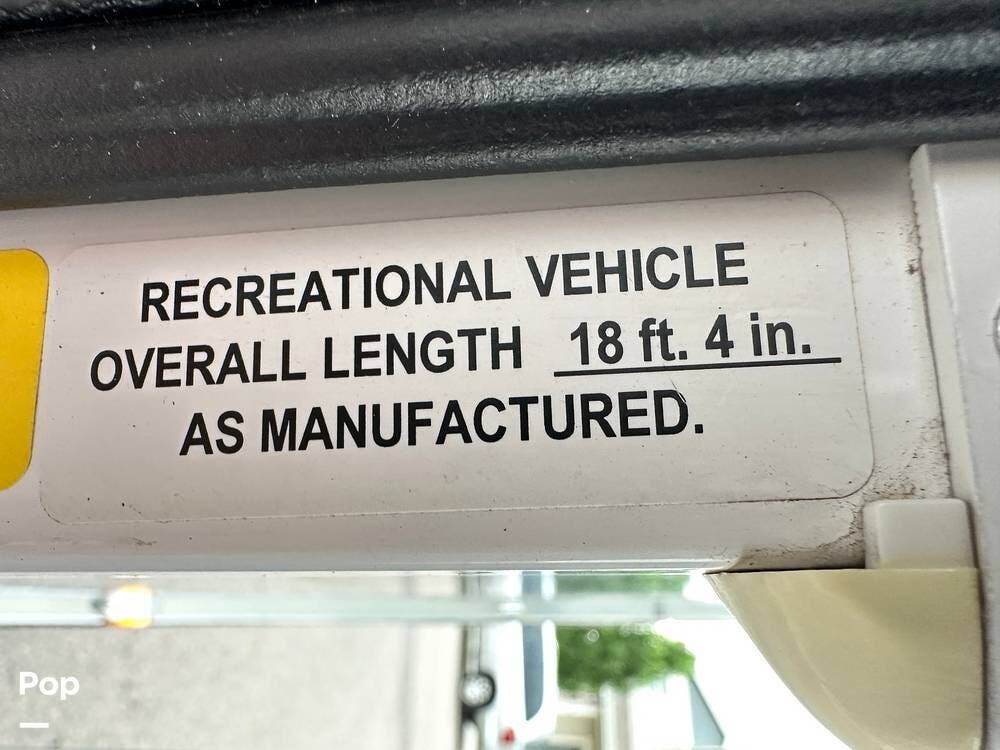 RECREATIONAL VEHICLE
OVERALL LENGTH 18 ft. 4 in.
AS MANUFACTURED.
Pop